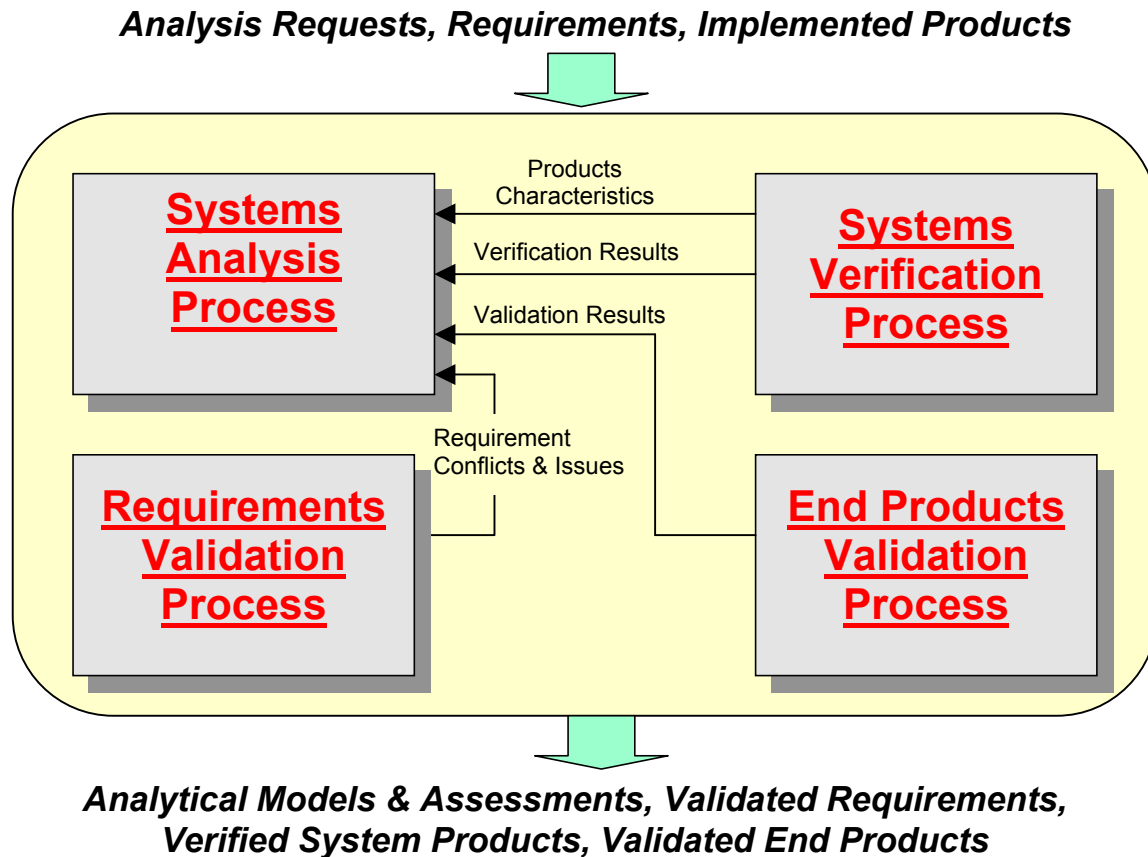 Analysis Requests, Requirements, Implemented Products
Systems
Analysis
Process
Products
Characteristics
Verification Results
Validation Results
Requirement
Conflicts & Issues
Systems
Verification
Process
Requirements
Validation
Process
End Products
Validation
Process
Analytical Models & Assessments, Validated Requirements,
Verified System Products, Validated End Products